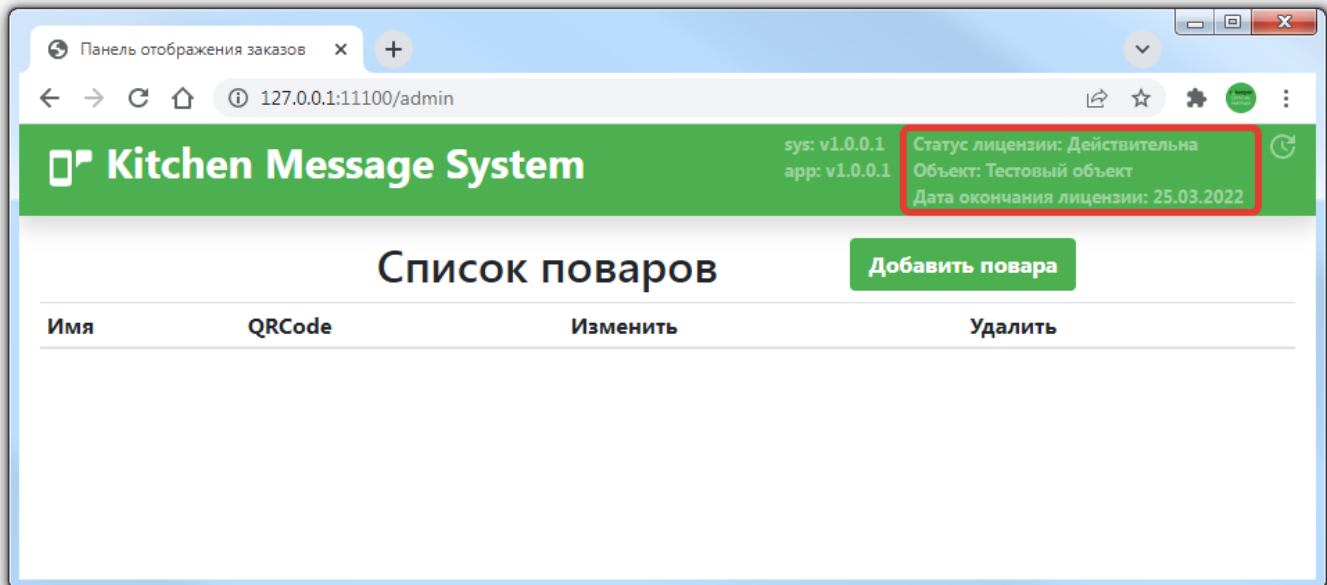 Панель отображения заказов
127.0.0.1:11100/admin
Kitchen Message System
sys: v1.0.0.1
app: v1.0.0.1
Статус лицензии: Действительна
Объект: Тестовый объект
Дата окончания лицензии: 25.03.2022
Список поваров
Добавить повара
Имя QRCode Изменить Удалить